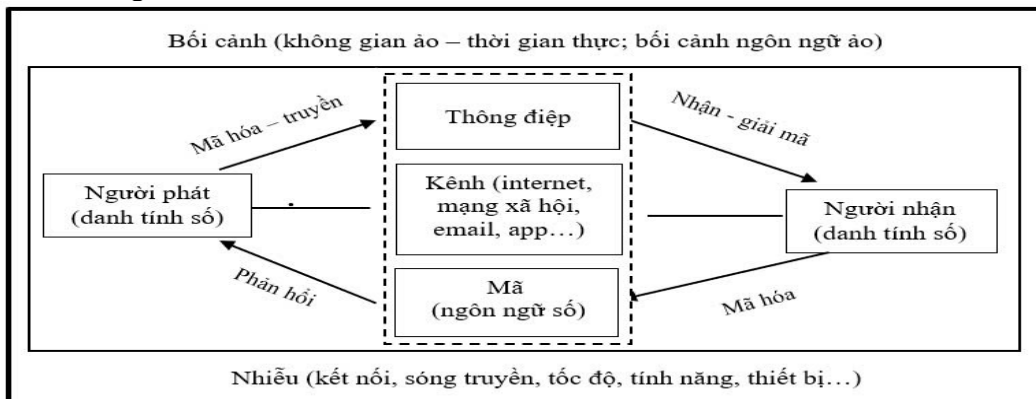 Bối cảnh (không gian ảo – thời gian thực; bối cảnh ngôn ngữ ảo)
Mã hóa – truyền
Thông điệp
Nhận - giải mã
Người phát
(danh tính số)
Kênh (internet,
mạng xã hội,
email, app…)
Người nhận
(danh tính số)
Phản hồi
Mã
(ngôn ngữ số)
Mã hóa
Nhiễu (kết nối, sóng truyền, tốc độ, tính năng, thiết bị…)